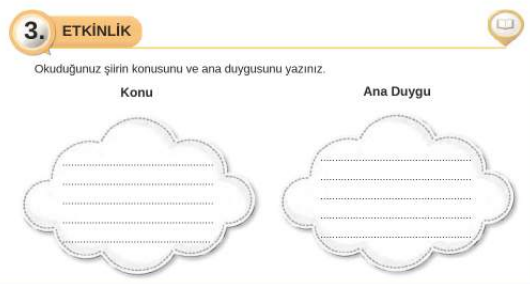 3. ETKİNLİK
Okuduğunuz şiirin konusunu ve ana duygusunu yazınız.
Konu
Ana Duygu